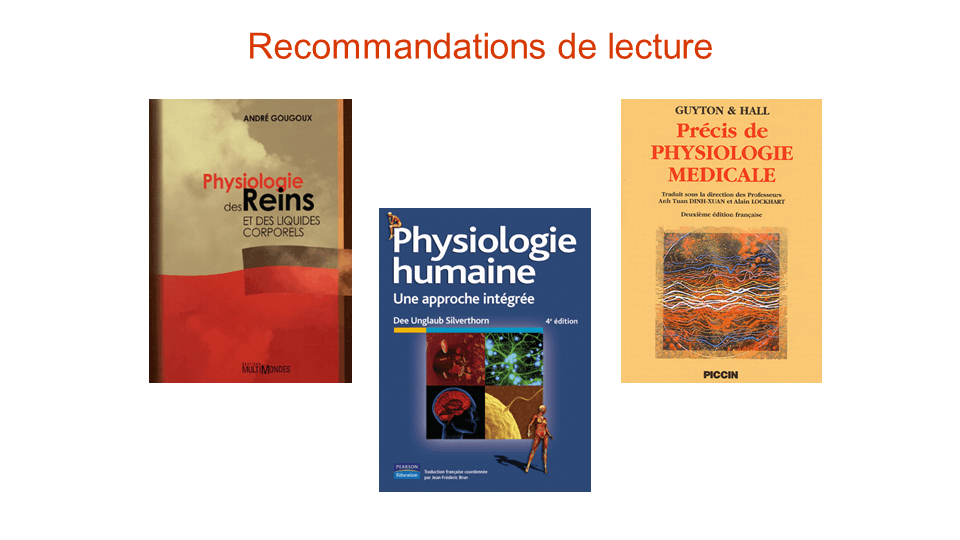 Recommandations de lecture
ANDRÉ GOUGOUX
Physiologie
des Reins
ET DES LIQUIDES
CORPORELS
ÉDITIONS
MULTIMONDES
Physiologie
humaine
Une approche intégrée
Dee Unglaub Silverthorn 4e édition
PEARSON
Education
Traduction française coordonnée
par Jean-Frédéric Brun
GUYTON & HALL
Précis de
PHYSIOLOGIE
MEDICALE
Traduit sous la direction des Professeurs
Anh Tuan DINH-XUAN et Alain LOCKHART
Deuxième édition française
PICCIN